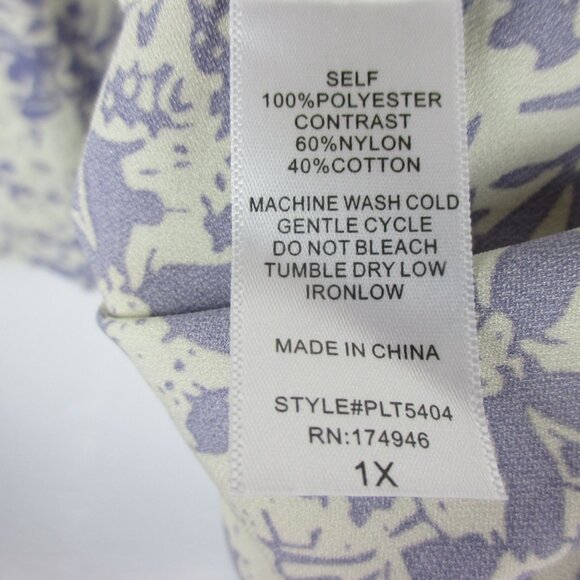 SELF
100%POLYESTER
CONTRAST
60%NYLON
40%COTTON
MACHINE WASH COLD
GENTLE CYCLE
DO NOT BLEACH
TUMBLE DRY LOW
IRONLOW
MADE IN CHINA
STYLE#PLT5404
RN:174946
1X